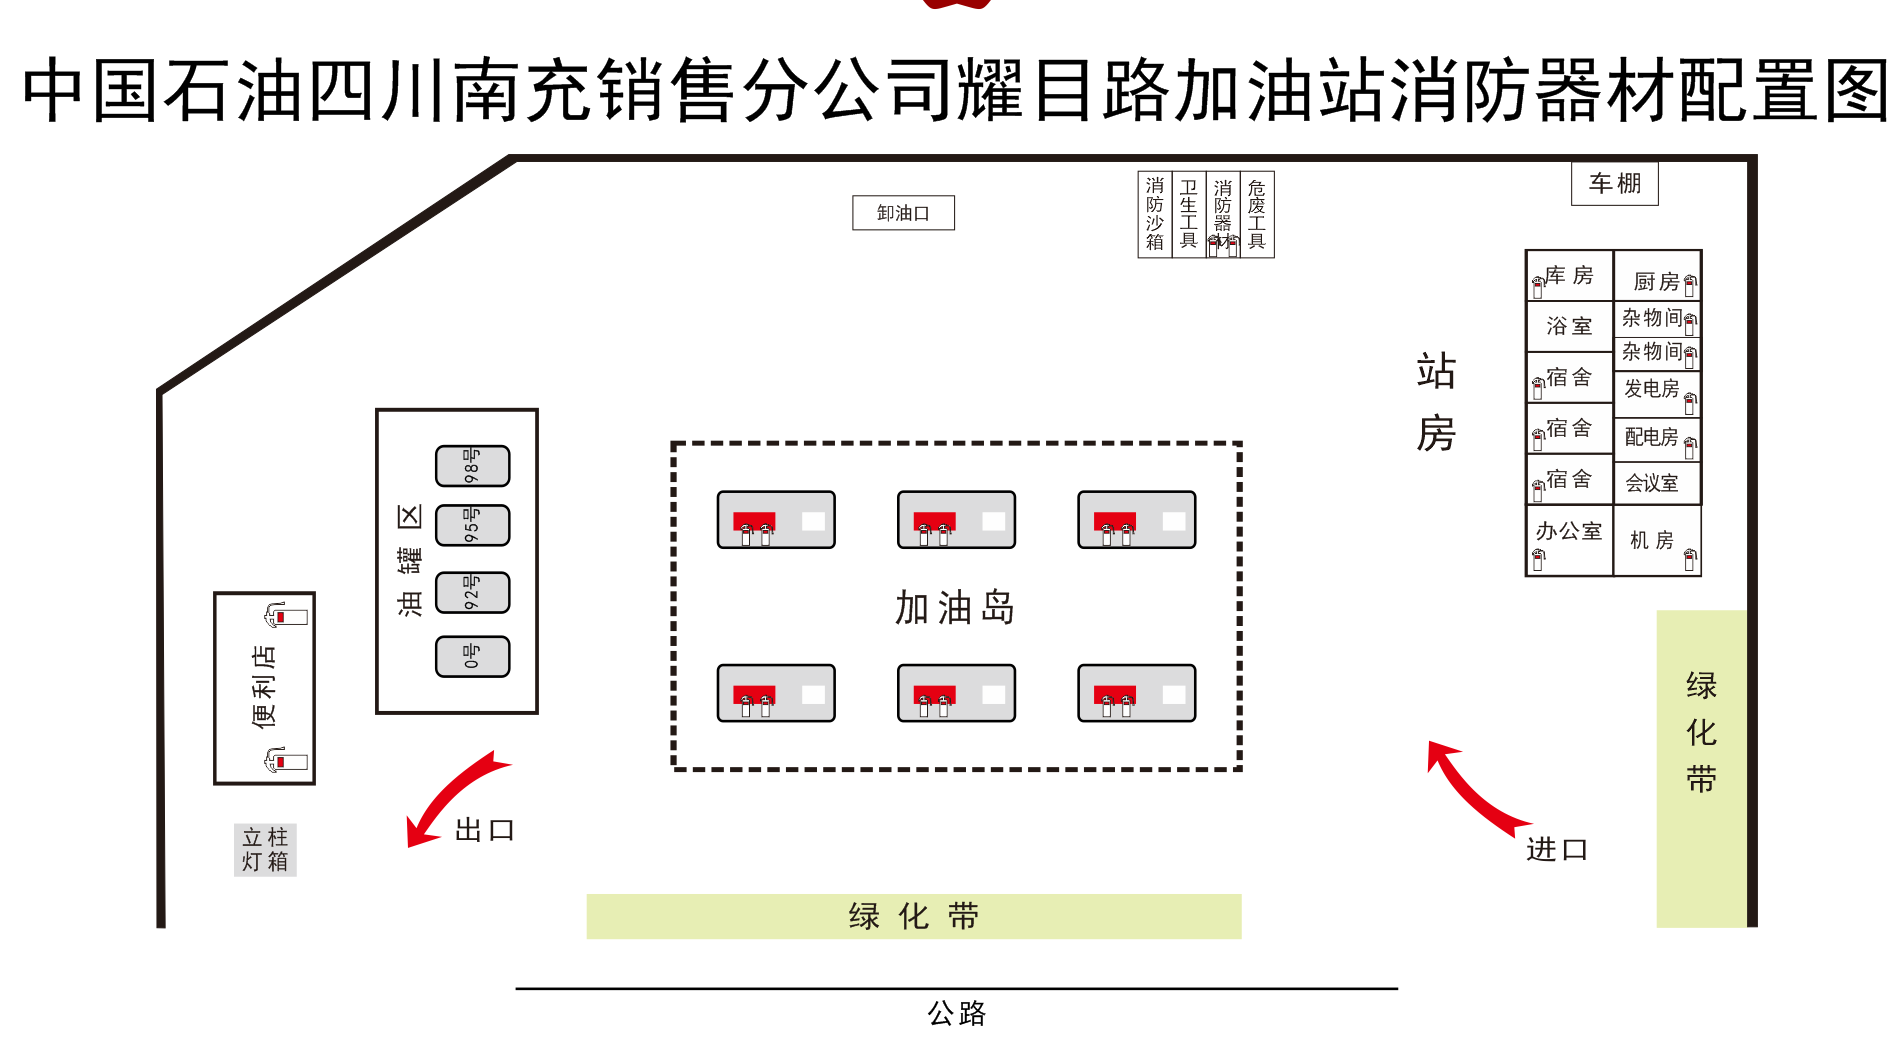 中国石油四川南充销售分公司耀目路加油站消防器材配置图
卸油口
消防沙箱
卫生工具
消防器材
危废工具
车棚
库房
厨房
浴室
杂物间
杂物间
宿舍
发电房
宿舍
配电房
宿舍
会议室
办公室
机房
站房
油罐区
98号
95号
92号
0号
加油岛
便利店
立柱
灯箱
出口
进口
绿化带
绿化带
公路